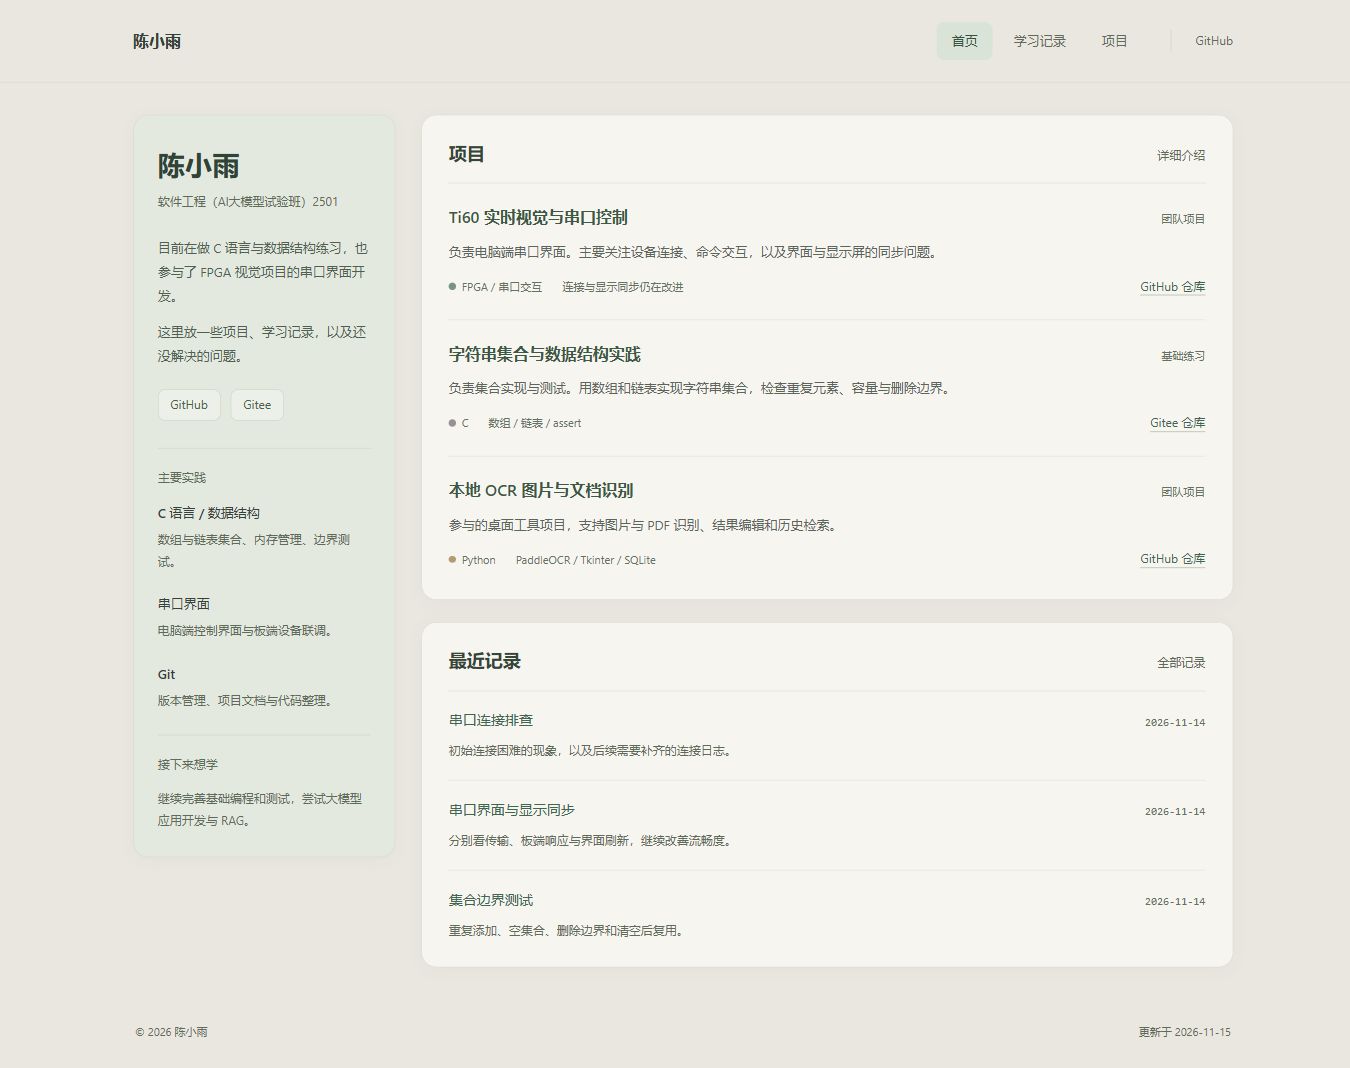 陈小雨
首页 学习记录 项目 GitHub
陈小雨
软件工程（AI大模型试验班）2501
目前在做 C 语言与数据结构练习，也
参与了 FPGA 视觉项目的串口界面开
发。
这里放一些项目、学习记录，以及还
没解决的问题。
GitHub Gitee
主要实践
C 语言 / 数据结构
数组与链表集合、内存管理、边界测
试。
串口界面
电脑端控制界面与板端设备联调。
Git
版本管理、项目文档与代码整理。
接下来想学
继续完善基础编程和测试，尝试大模型
应用开发与 RAG。
项目 详细介绍
Ti60 实时视觉与串口控制 团队项目
负责电脑端串口界面。主要关注设备连接、命令交互，以及界面与显示屏的同步问题。
FPGA / 串口交互 连接与显示同步仍在改进 GitHub 仓库
字符串集合与数据结构实践 基础练习
负责集合实现与测试。用数组和链表实现字符串集合，检查重复元素、容量与删除边界。
C 数组 / 链表 / assert Gitee 仓库
本地 OCR 图片与文档识别 团队项目
参与的桌面工具项目，支持图片与 PDF 识别、结果编辑和历史检索。
Python PaddleOCR / Tkinter / SQLite GitHub 仓库
最近记录 全部记录
串口连接排查 2026-11-14
初始连接困难的现象，以及后续需要补齐的连接日志。
串口界面与显示同步 2026-11-14
分别看传输、板端响应与界面刷新，继续改善流畅度。
集合边界测试 2026-11-14
重复添加、空集合、删除边界和清空后复用。
© 2026 陈小雨 更新于 2026-11-15